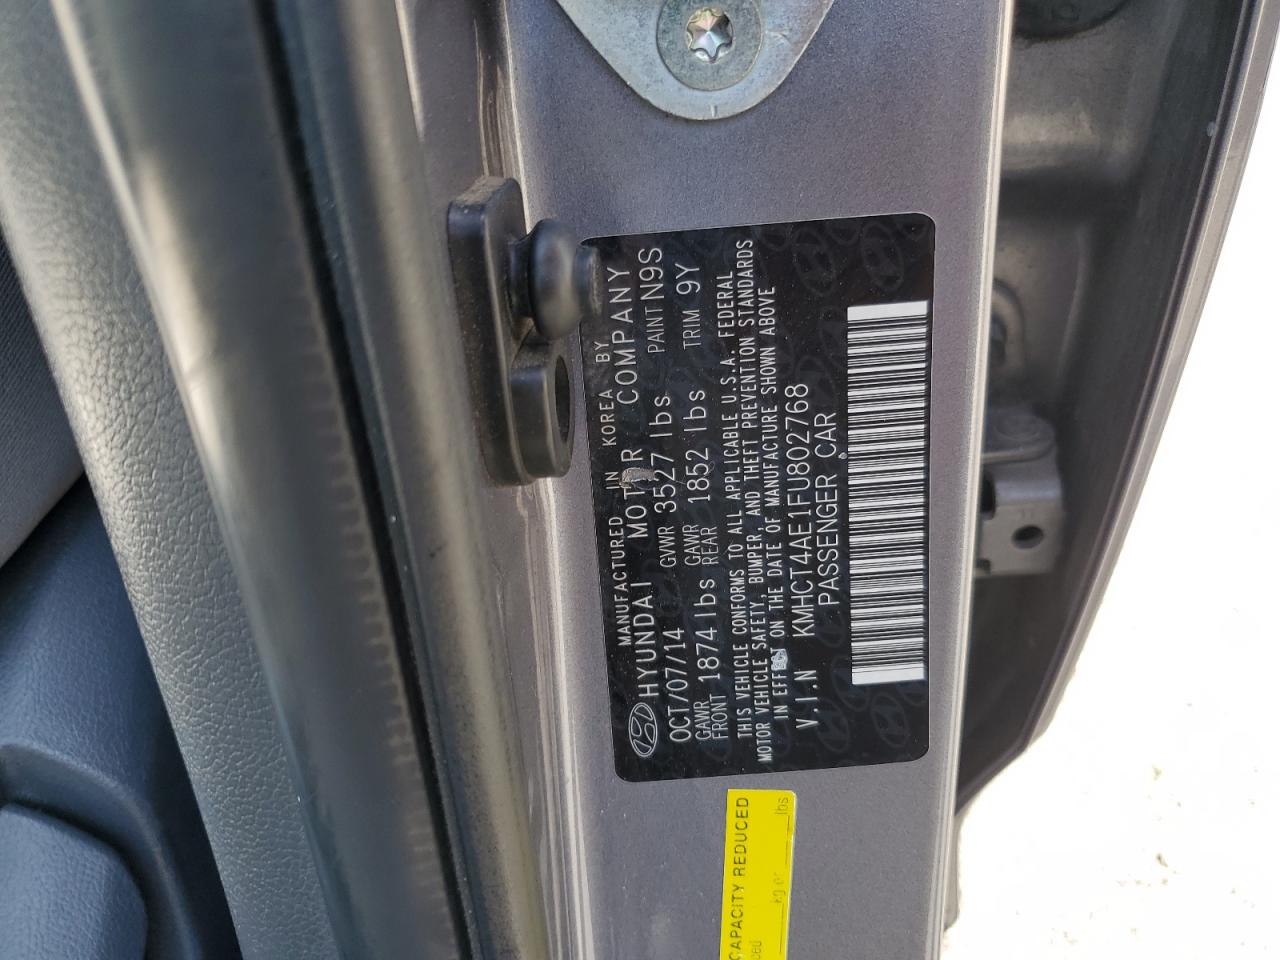 MANUFACTURED IN KOREA BY
HYUNDAI MOTOR COMPANY
OCT/07/14 GVWR 3527 lbs PAINT N9S
GAWR FRONT 1874 lbs GAWR REAR 1852 lbs TRIM 9Y
THIS VEHICLE CONFORMS TO ALL APPLICABLE U.S.A. FEDERAL
MOTOR VEHICLE SAFETY, BUMPER, AND THEFT PREVENTION STANDARDS
IN EFFECT ON THE DATE OF MANUFACTURE SHOWN ABOVE
V.I.N KMHCT4AE1FU802768
PASSENGER CAR
CAPACITY REDUCED
kg or lbs